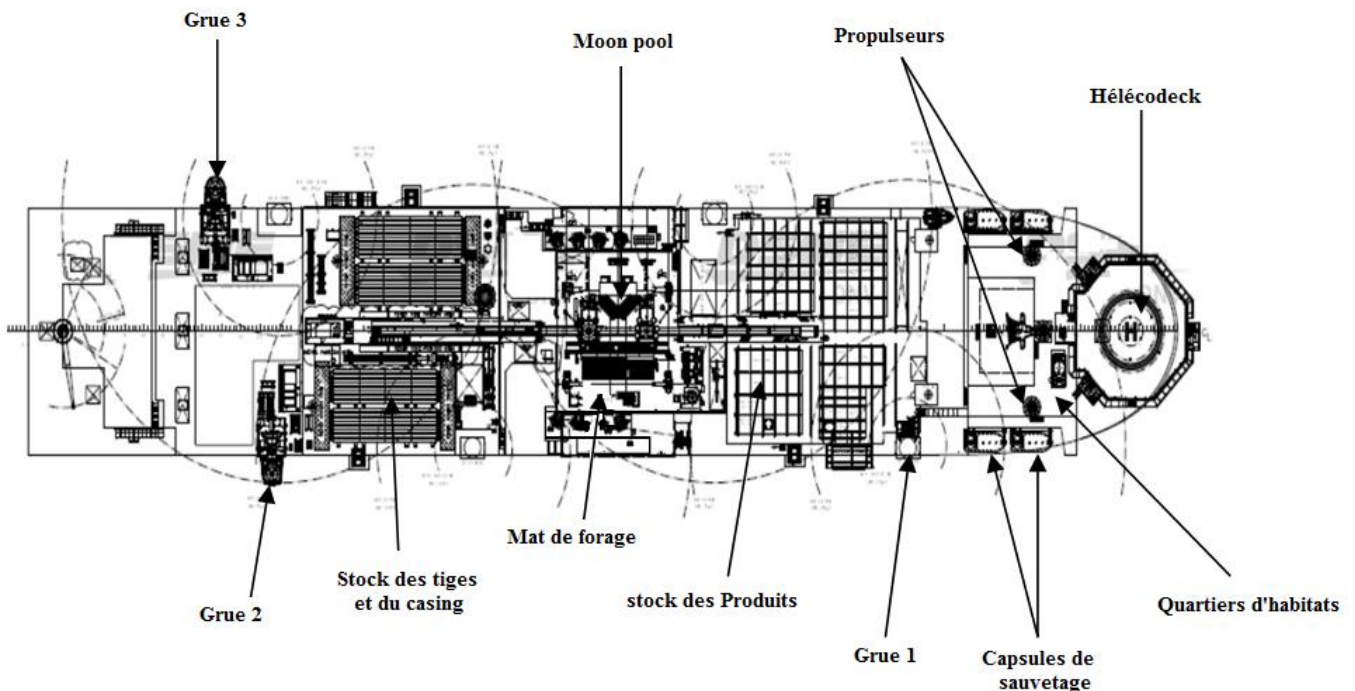 Grue 3
Moon pool
Propulseurs
Hélécodeck
H
Mat de forage
Stock des tiges
et du casing
stock des Produits
Grue 2
Quartiers d'habitats
Grue 1
Capsules de
sauvetage